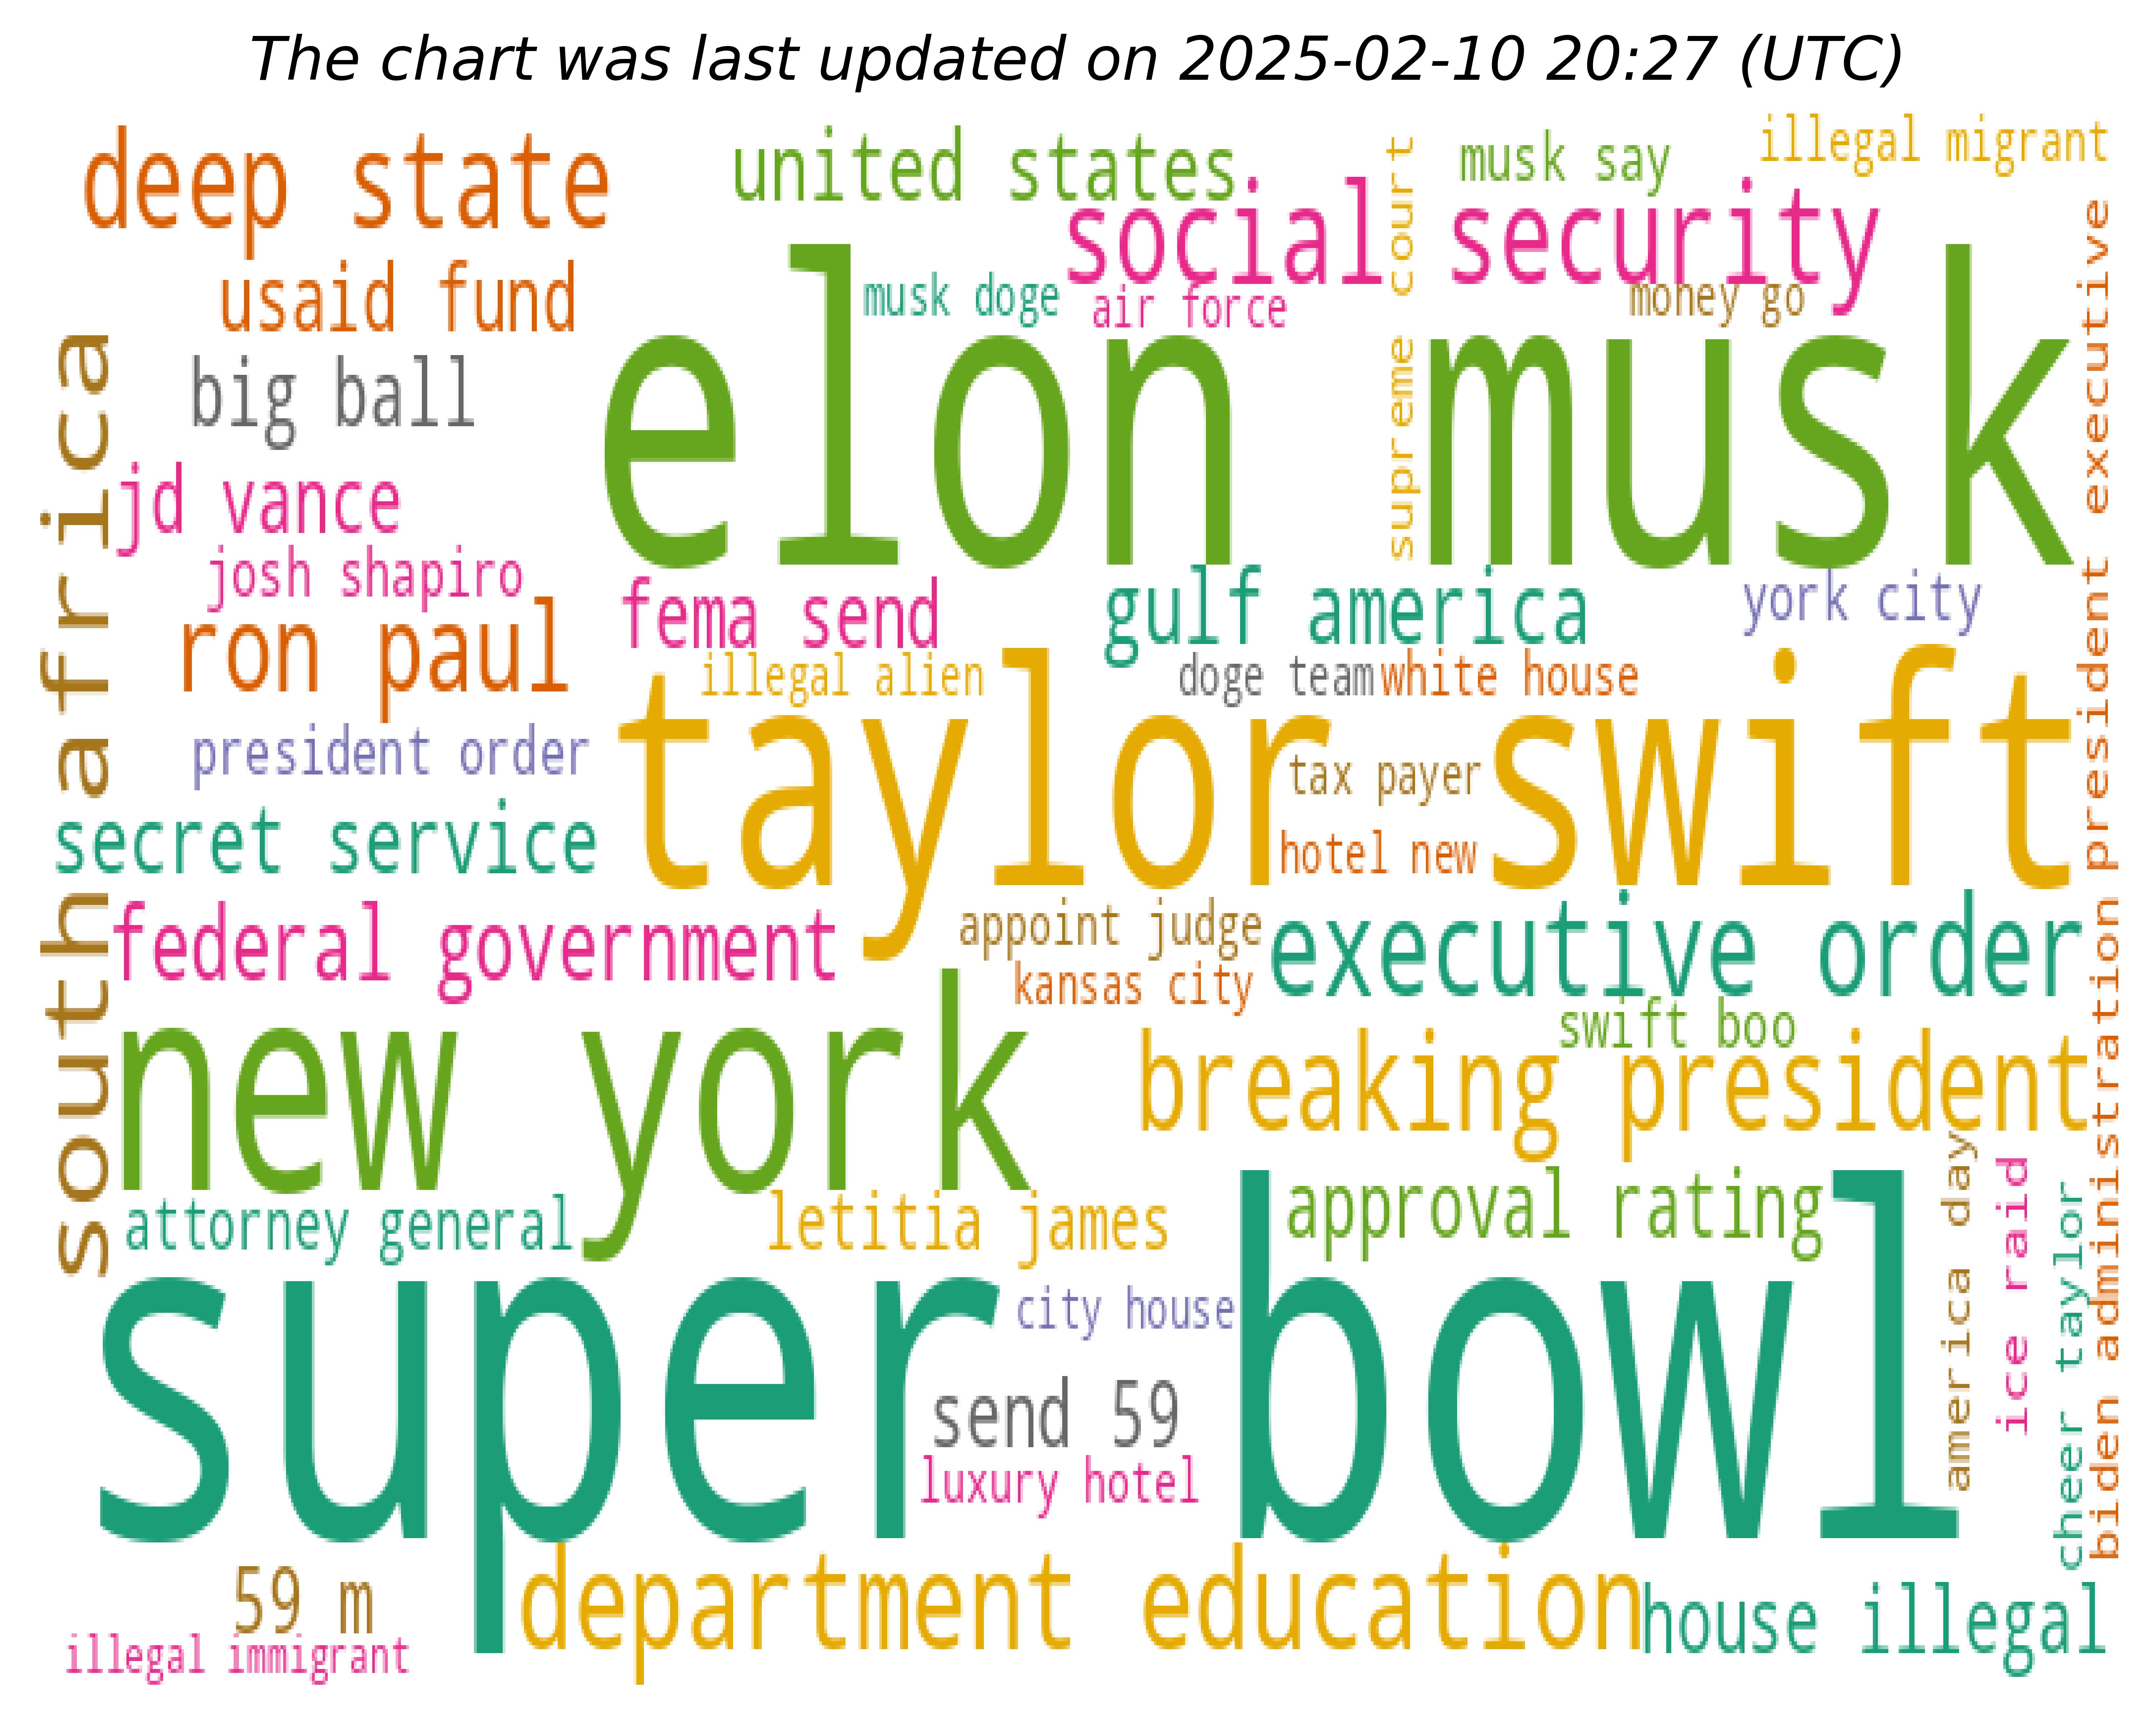 The chart was last updated on 2025-02-10 20:27 (UTC)
deep state
united states
musk say
illegal migrant
social security
supreme court
usaid fund
musk doge
air force
money go
elon musk
president executive
big ball
south africa
jd vance
josh shapiro
fema send
gulf america
york city
ron paul
illegal alien
doge team
white house
taylor swift
president order
tax payer
secret service
hotel new
federal government
appoint judge
executive order
kansas city
new york
swift boo
breaking president
biden administration
attorney general
letitia james
approval rating
america day
ice raid
cheer taylor
super bowl
city house
send 59
luxury hotel
59 m
department education
house illegal
illegal immigrant